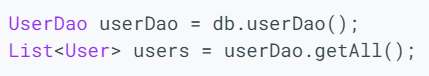 UserDao userDao = db.userDao();
List<User> users = userDao.getAll();